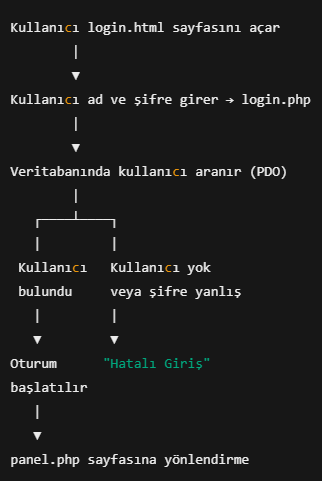 Kullanıcı login.html sayfasını açar
Kullanıcı ad ve şifre girer → login.php
Veritabanında kullanıcı aranır (PDO)
Kullanıcı Kullanıcı yok
bulundu veya şifre yanlış
Oturum "Hatalı Giriş"
başlatılır
panel.php sayfasına yönlendirme